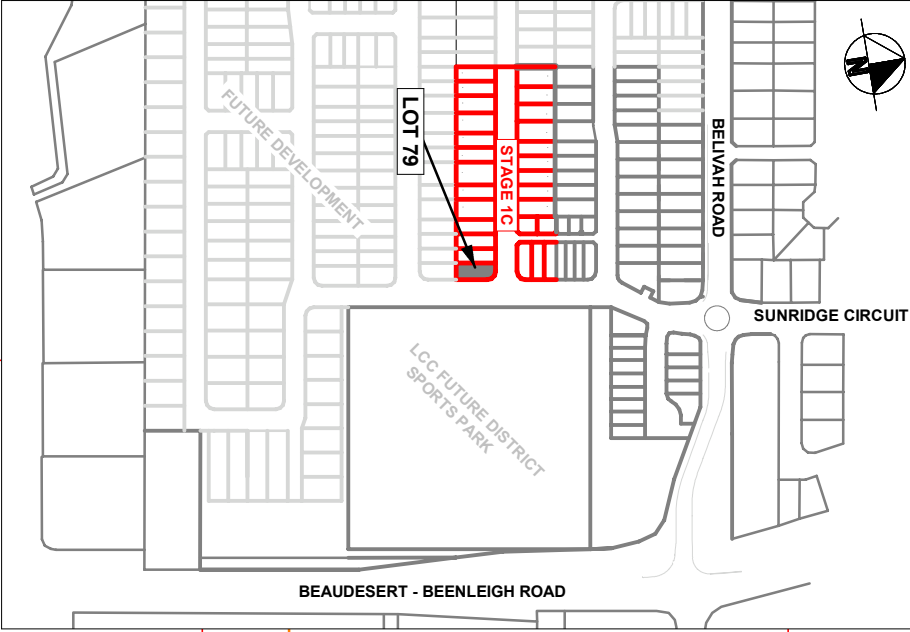 N
FUTURE DEVELOPMENT
LOT 79
STAGE 1C
BELIVAH ROAD
SUNRIDGE CIRCUIT
LCC FUTURE DISTRICT
SPORTS PARK
BEAUDESERT - BEENLEIGH ROAD